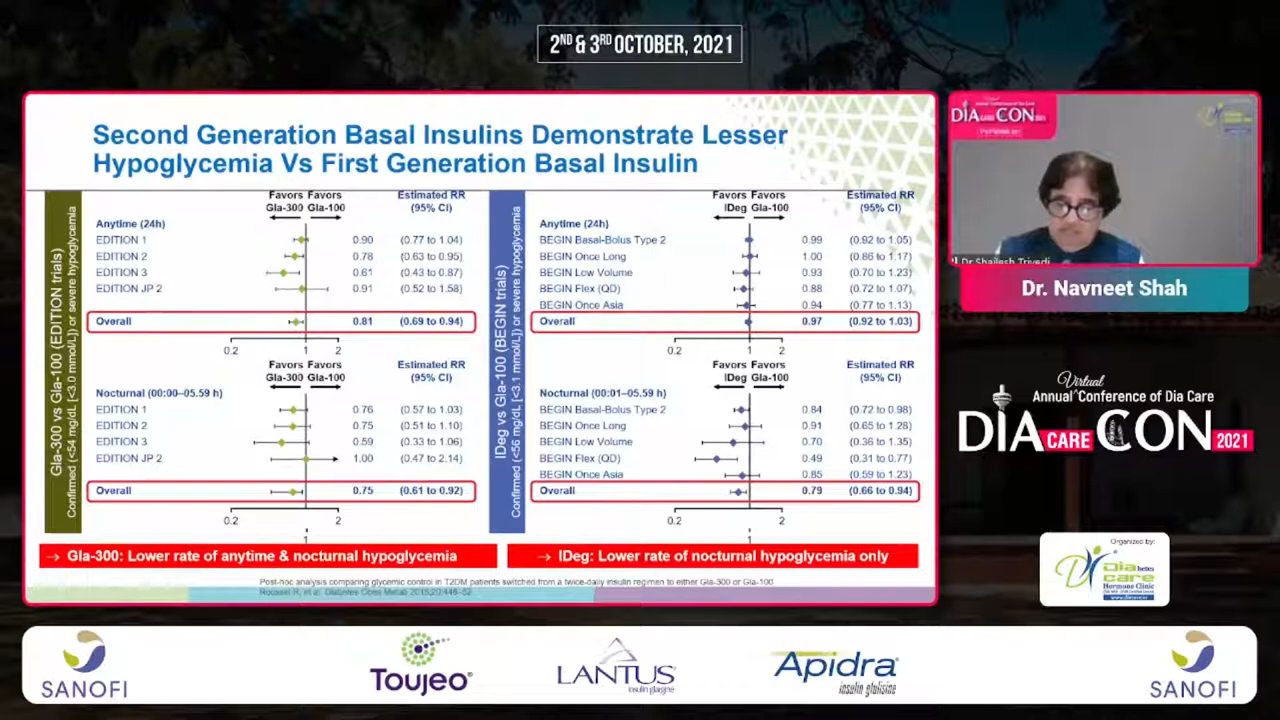 2ND & 3RD OCTOBER, 2021
Second Generation Basal Insulins Demonstrate Lesser
Hypoglycemia Vs First Generation Basal Insulin
Gla-300 vs Gla-100 (EDITION trials)
Confirmed (<54 mg/dL [<3.0 mmol/L]) or severe hypoglycemia
Favors Favors Estimated RR
Gla-300 Gla-100 (95% CI)
Anytime (24h)
EDITION 1 0.90 (0.77 to 1.04)
EDITION 2 0.78 (0.63 to 0.95)
EDITION 3 0.61 (0.43 to 0.87)
EDITION JP 2 0.91 (0.52 to 1.58)
Overall 0.81 (0.69 to 0.94)
0.2 1 2
Favors Favors Estimated RR
Gla-300 Gla-100 (95% CI)
Nocturnal (00:00–05.59 h)
EDITION 1 0.76 (0.57 to 1.03)
EDITION 2 0.75 (0.51 to 1.10)
EDITION 3 0.59 (0.33 to 1.06)
EDITION JP 2 1.00 (0.47 to 2.14)
Overall 0.75 (0.61 to 0.92)
0.2 2
1
→ Gla-300: Lower rate of anytime & nocturnal hypoglycemia
IDeg vs Gla-100 (BEGIN trials)
Confirmed (<56 mg/dL [<3.1 mmol/L]) or severe hypoglycemia
Favors Favors Estimated RR
IDeg Gla-100 (95% CI)
Anytime (24h)
BEGIN Basal-Bolus Type 2 0.99 (0.92 to 1.05)
BEGIN Once Long 1.00 (0.86 to 1.17)
BEGIN Low Volume 0.93 (0.70 to 1.23)
BEGIN Flex (QD) 0.88 (0.72 to 1.07)
BEGIN Once Asia 0.94 (0.77 to 1.13)
Overall 0.97 (0.92 to 1.03)
0.2 1 2
Favors Favors Estimated RR
IDeg Gla-100 (95% CI)
Nocturnal (00:01–05.59 h)
BEGIN Basal-Bolus Type 2 0.84 (0.72 to 0.98)
BEGIN Once Long 0.91 (0.65 to 1.28)
BEGIN Low Volume 0.70 (0.36 to 1.35)
BEGIN Flex (QD) 0.49 (0.31 to 0.77)
BEGIN Once Asia 0.85 (0.59 to 1.23)
Overall 0.79 (0.66 to 0.94)
0.2 2
1
→ IDeg: Lower rate of nocturnal hypoglycemia only
Post-hoc analysis comparing glycemic control in T2DM patients switched from a twice-daily insulin regimen to either Gla-300 or Gla-100
Roussel R, et al. Diabetes Obes Metab
DIA CARE CON 2021
Dr Shailesh Trivedi
Dr. Navneet Shah
Virtual
Annual Conference of Dia Care
DIA CARE CON 2021
Organized by:
Diabetes
care
Hormone Clinic
SANOFI
Toujeo
LANTUS
insulin glargine
Apidra
insulin glulisine
SANOFI